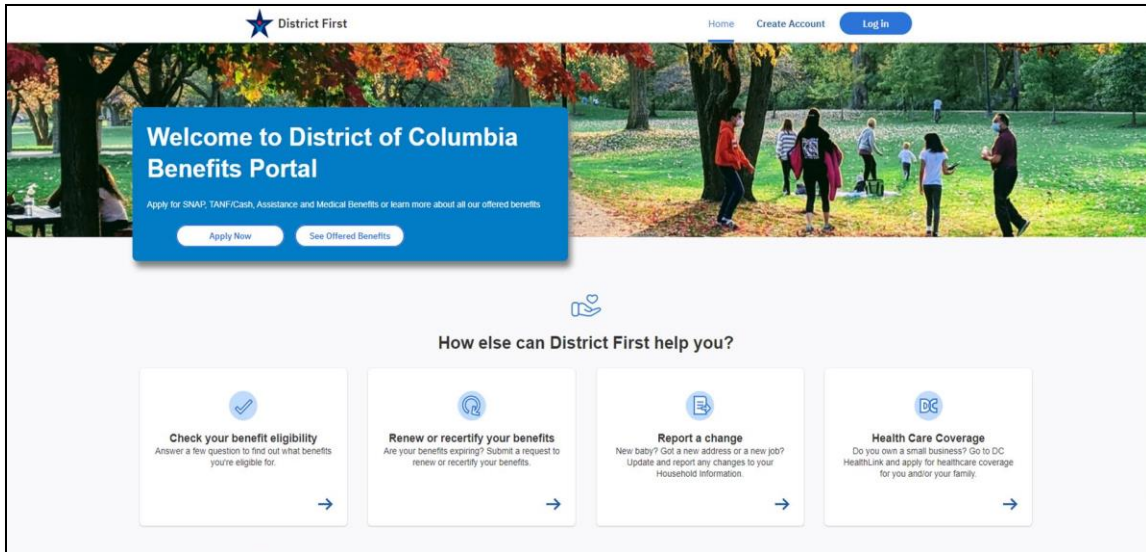 District First
Home
Create Account
Log in
Welcome to District of Columbia
Benefits Portal
Apply for SNAP, TANF/Cash, Assistance and Medical Benefits or learn more about all our offered benefits
Apply Now
See Offered Benefits
How else can District First help you?
Check your benefit eligibility
Answer a few question to find out what benefits
you're eligible for.
Renew or recertify your benefits
Are your benefits expiring? Submit a request to
renew or recertify your benefits.
Report a change
New baby? Got a new address or a new job?
Update and report any changes to your
Household Information.
DC
Health Care Coverage
Do you own a small business? Go to DC
HealthLink and apply for healthcare coverage
for you and/or your family.